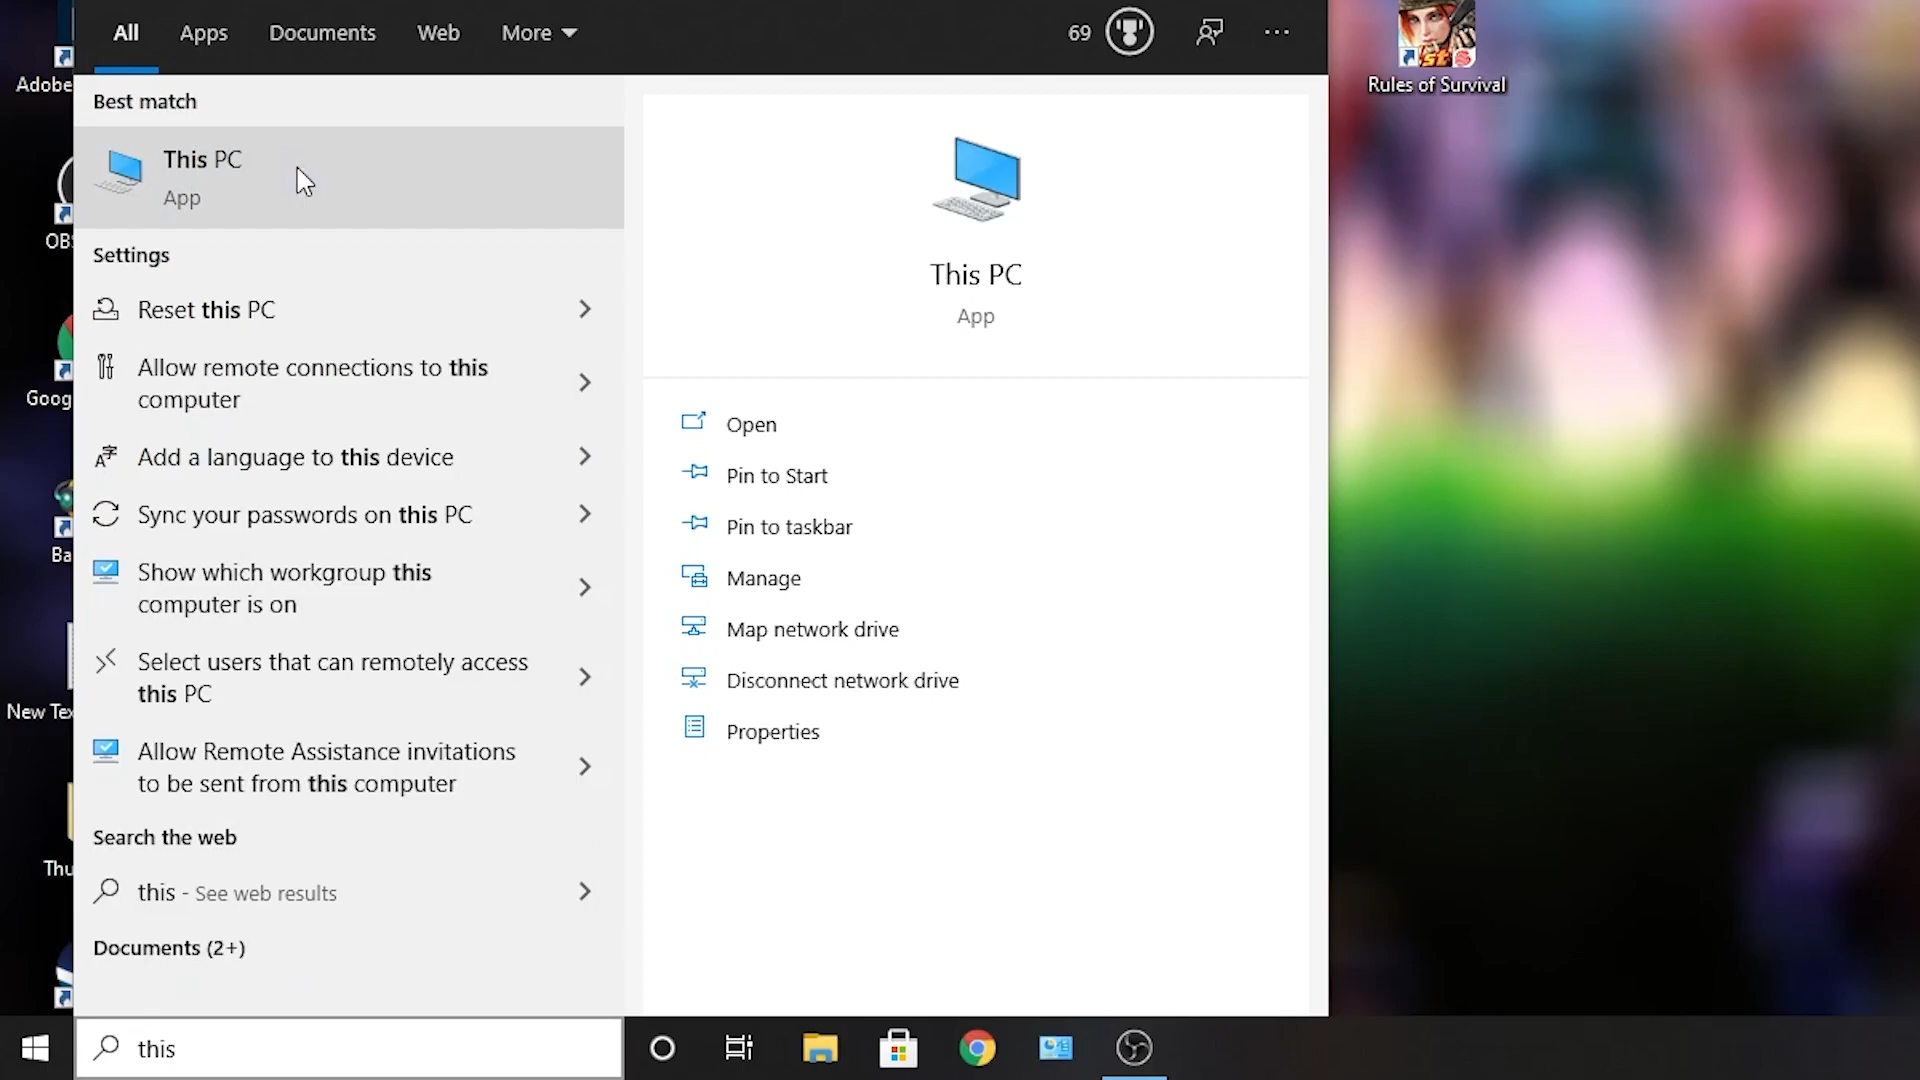 All
Apps
Documents
Web
More
69
Best match
This PC
App
Settings
Reset this PC
Allow remote connections to this
computer
Add a language to this device
Sync your passwords on this PC
Show which workgroup this
computer is on
Select users that can remotely access
this PC
Allow Remote Assistance invitations
to be sent from this computer
Search the web
this - See web results
Documents (2+)
this
This PC
App
Open
Pin to Start
Pin to taskbar
Manage
Map network drive
Disconnect network drive
Properties
Adobe
OBS
Goog
Ba
New Tex
Thu
Rules of Survival